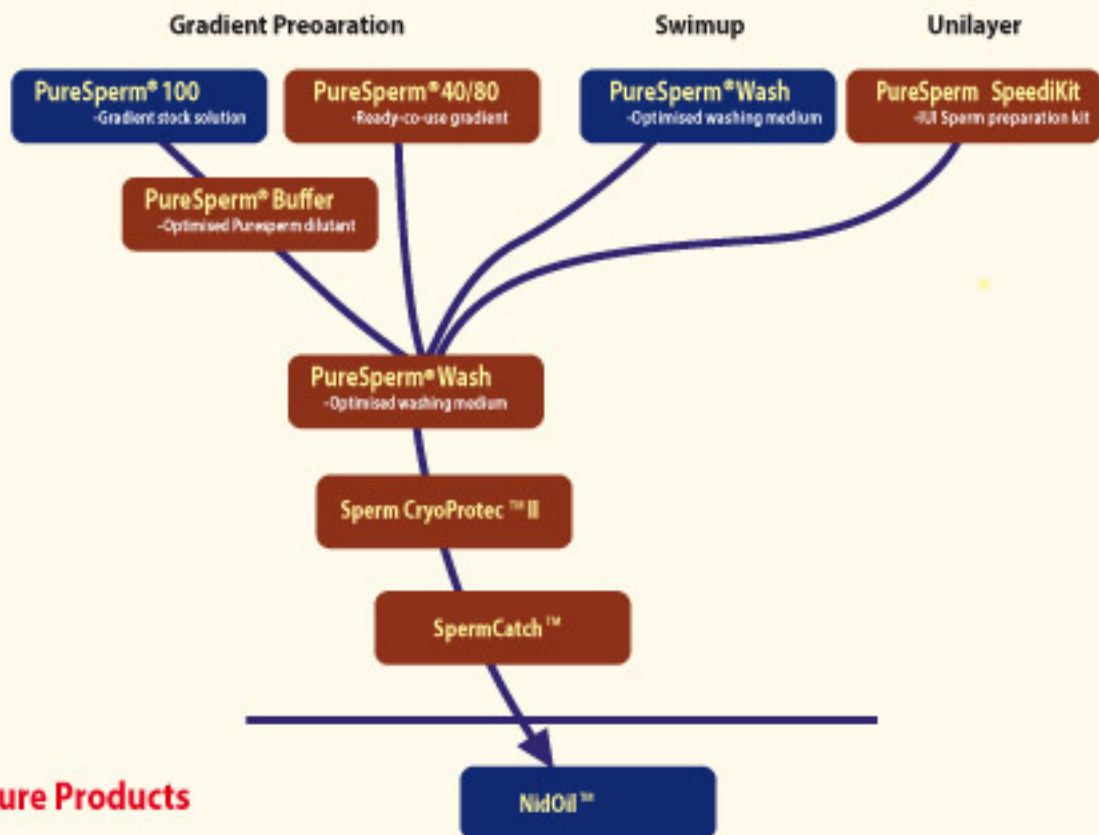 Gradient Preoaration
Swimup
Unilayer
PureSperm® 100
-Gradient stock solution
PureSperm® 40/80
-Ready-co-use gradient
PureSperm® Wash
-Optimised washing medium
PureSperm SpeediKit
-IUI Sperm preparation kit
PureSperm® Buffer
-Optimised Puresperm dilutant
PureSperm® Wash
-Optimised washing medium
Sperm CryoProtec ™ II
SpermCatch ™
ure Products
NidOil ™